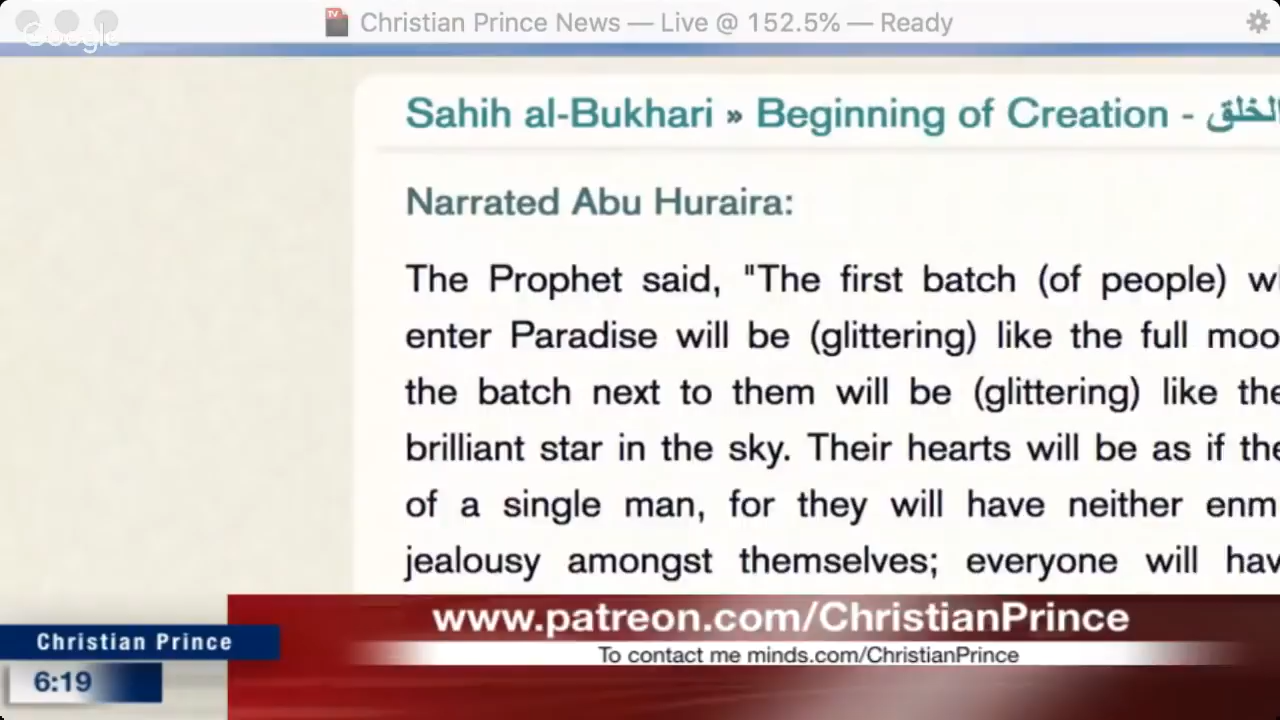 Google
Christian Prince News — Live @ 152.5% — Ready
Sahih al-Bukhari » Beginning of Creation - الخلق
Narrated Abu Huraira:
The Prophet said, "The first batch (of people)
enter Paradise will be (glittering) like the full
the batch next to them will be (glittering) like
brilliant star in the sky. Their hearts will be as if
of a single man, for they will have neither
jealousy amongst themselves; everyone will
www.patreon.com/ChristianPrince
To contact me minds.com/ChristianPrince
Christian Prince
6:19